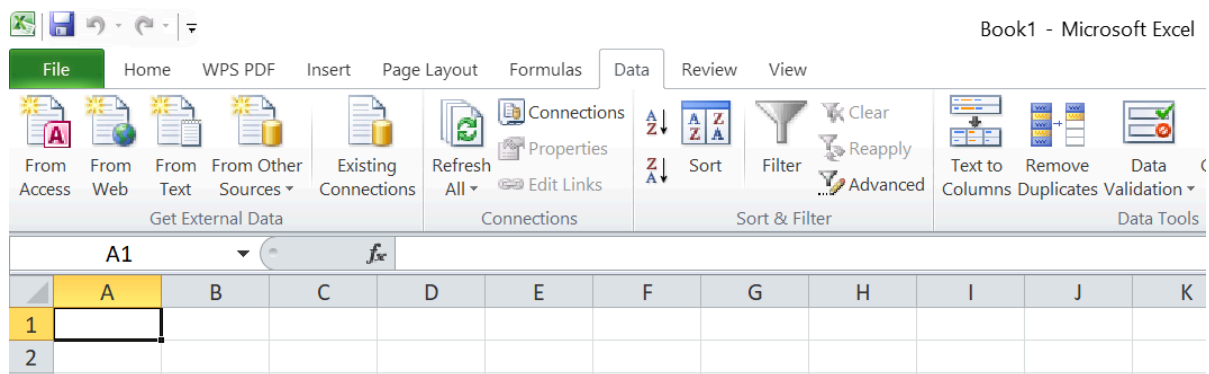 Book1 - Microsoft Excel
File Home WPS PDF Insert Page Layout Formulas Data Review View
From Access
From Web
From Text
From Other Sources
Existing Connections
Get External Data
Refresh All
Connections
Properties
Edit Links
Connections
Sort
Filter
Clear
Reapply
Advanced
Sort & Filter
Text to Columns
Remove Duplicates
Data Validation
Data Tools
A1 fx
A B C D E F G H I J K
1
2